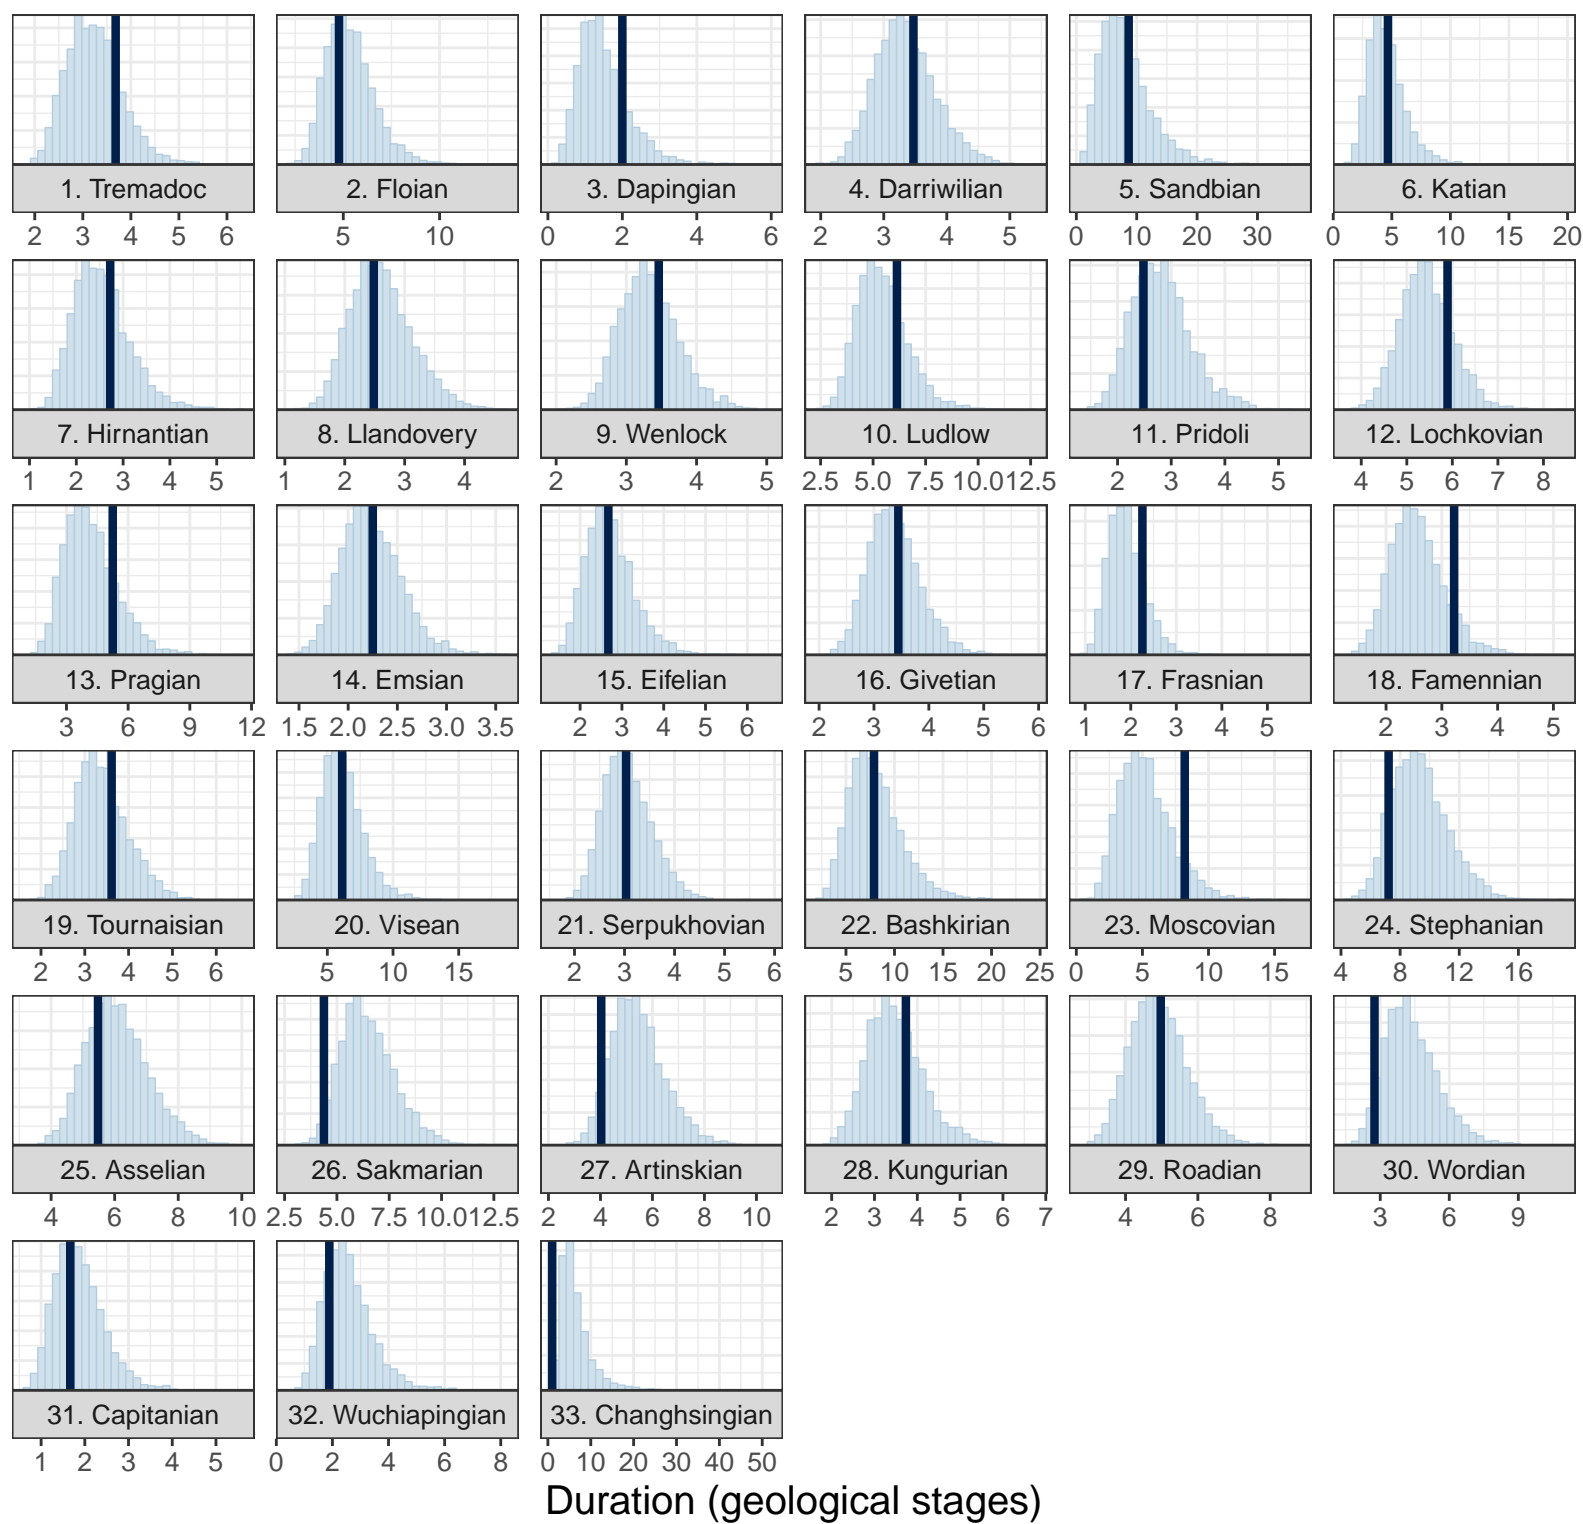 1. Tremadoc 2. Floian 3. Dapingian 4. Darriwilian 5. Sandbian 6. Katian
2 3 4 5 6 5 10 0 2 4 6 2 3 4 5 0 10 20 30 0 5 10 15 20
7. Hirnantian 8. Llandovery 9. Wenlock 10. Ludlow 11. Pridoli 12. Lochkovian
1 2 3 4 5 1 2 3 4 2 3 4 5 2.5 5.0 7.5 10.0 12.5 2 3 4 5 4 5 6 7 8
13. Pragian 14. Emsian 15. Eifelian 16. Givetian 17. Frasnian 18. Famennian
3 6 9 12 1.5 2.0 2.5 3.0 3.5 2 3 4 5 6 2 3 4 5 6 1 2 3 4 5 2 3 4 5
19. Tournaisian 20. Visean 21. Serpukhovian 22. Bashkirian 23. Moscovian 24. Stephanian
2 3 4 5 6 5 10 15 2 3 4 5 6 5 10 15 20 25 0 5 10 15 4 8 12 16
25. Asselian 26. Sakmarian 27. Artinskian 28. Kungurian 29. Roadian 30. Wordian
4 6 8 10 2.5 5.0 7.5 10.0 12.5 2 4 6 8 10 2 3 4 5 6 7 4 6 8 3 6 9
31. Capitanian 32. Wuchiapingian 33. Changhsingian
1 2 3 4 5 0 2 4 6 8 0 10 20 30 40 50
Duration (geological stages)